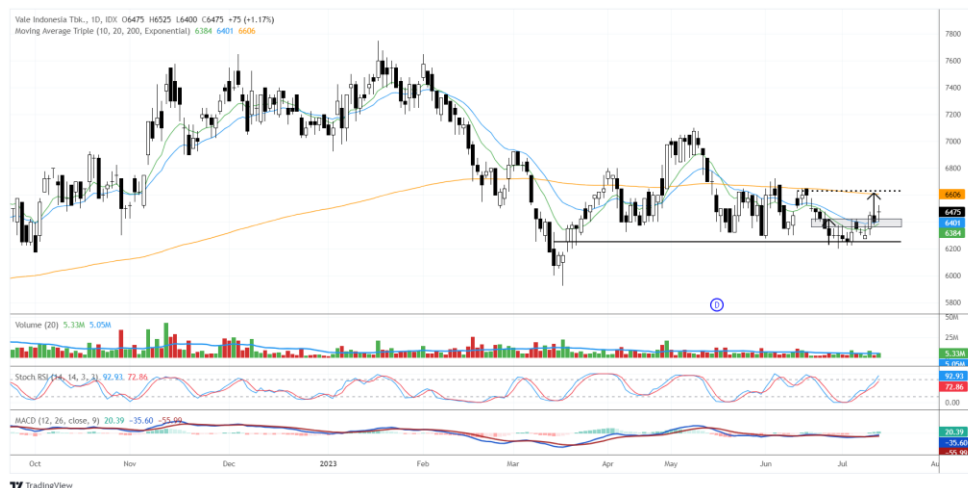 Vale Indonesia Tbk., 1D, IDX O6475 H6525 L6400 C6475 +75 (+1.17%)
Moving Average Triple (10, 20, 200, Exponential) 6384 6401 6606
7800
7600
7400
7200
7000
6800
6606
6475
6401
6384
6200
6000
5800
D
Volume (20) 5.33M 5.05M
50M
25M
5.33M
5.05M
Stoch RSI (14, 14, 3, 3) 92.93 72.86
92.93
72.86
0.00
MACD (12, 26, close, 9) 20.39 −35.60 −55.99
20.39
−35.60
−55.99
Oct Nov Dec 2023 Feb Mar Apr May Jun Jul Au
TradingView